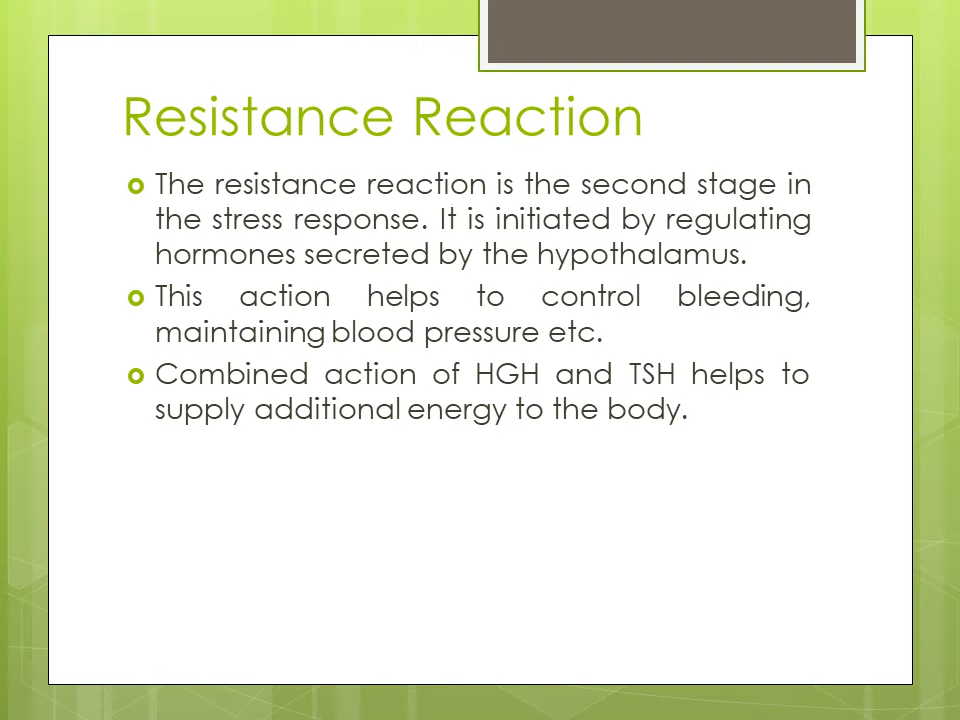 Resistance Reaction
The resistance reaction is the second stage in
the stress response. It is initiated by regulating
hormones secreted by the hypothalamus.
This action helps to control bleeding,
maintaining blood pressure etc.
Combined action of HGH and TSH helps to
supply additional energy to the body.